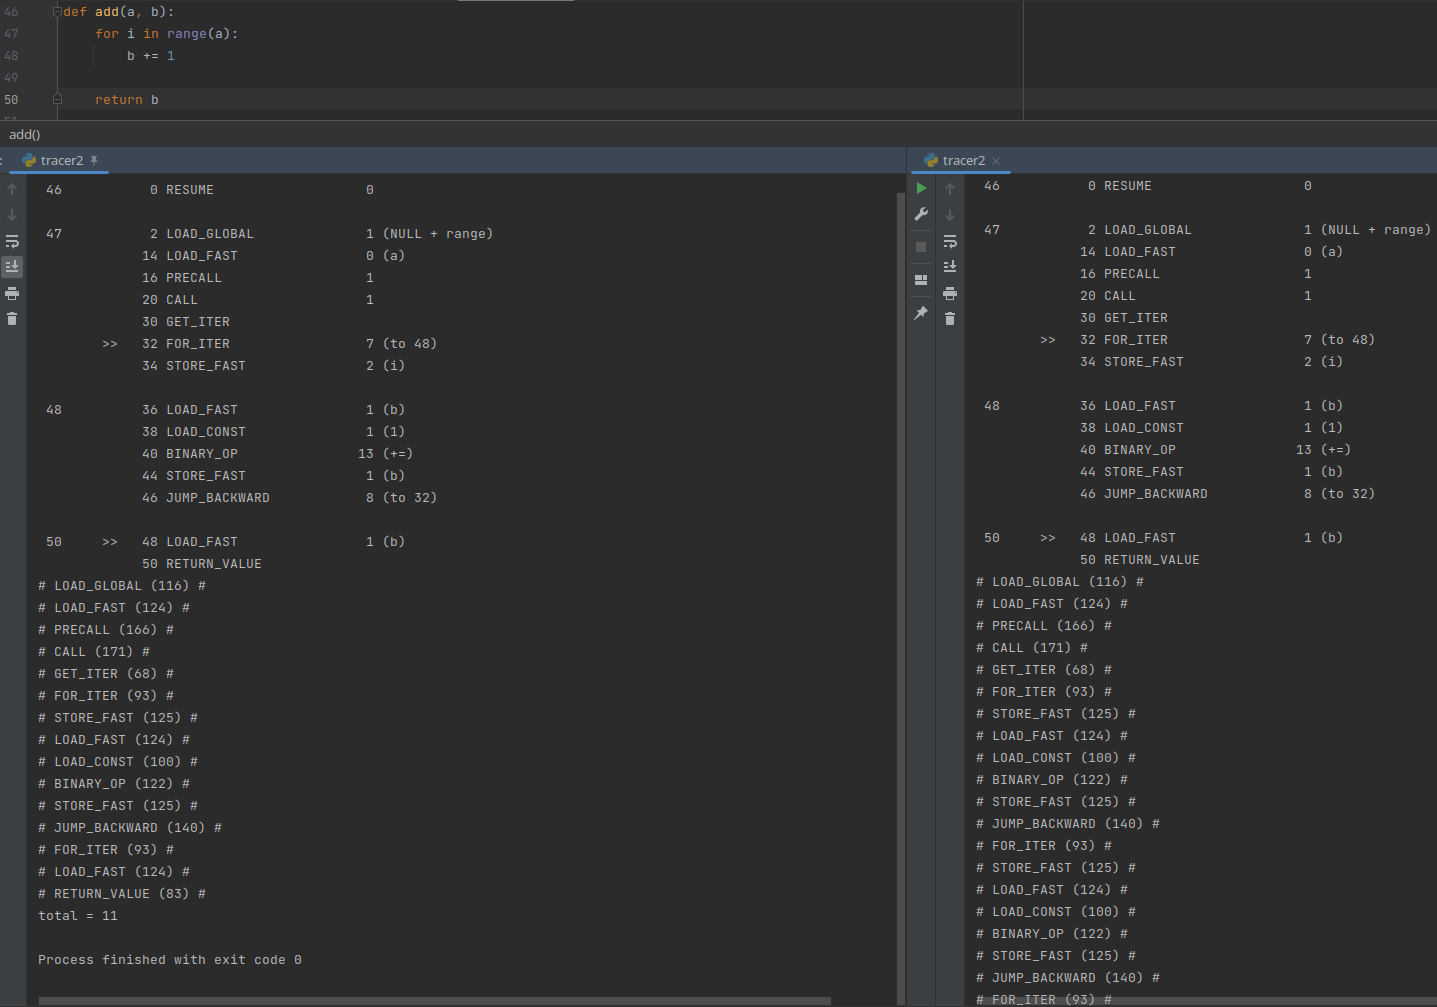 46 def add(a, b):
47 for i in range(a):
48 b += 1
49
50 return b
add()
: tracer2
46 0 RESUME 0
47 2 LOAD_GLOBAL 1 (NULL + range)
14 LOAD_FAST 0 (a)
16 PRECALL 1
20 CALL 1
30 GET_ITER
>> 32 FOR_ITER 7 (to 48)
34 STORE_FAST 2 (i)
48 36 LOAD_FAST 1 (b)
38 LOAD_CONST 1 (1)
40 BINARY_OP 13 (+=)
44 STORE_FAST 1 (b)
46 JUMP_BACKWARD 8 (to 32)
50 >> 48 LOAD_FAST 1 (b)
50 RETURN_VALUE
# LOAD_GLOBAL (116) #
# LOAD_FAST (124) #
# PRECALL (166) #
# CALL (171) #
# GET_ITER (68) #
# FOR_ITER (93) #
# STORE_FAST (125) #
# LOAD_FAST (124) #
# LOAD_CONST (100) #
# BINARY_OP (122) #
# STORE_FAST (125) #
# JUMP_BACKWARD (140) #
# FOR_ITER (93) #
# LOAD_FAST (124) #
# RETURN_VALUE (83) #
total = 11
Process finished with exit code 0
tracer2
46 0 RESUME 0
47 2 LOAD_GLOBAL 1 (NULL + range)
14 LOAD_FAST 0 (a)
16 PRECALL 1
20 CALL 1
30 GET_ITER
>> 32 FOR_ITER 7 (to 48)
34 STORE_FAST 2 (i)
48 36 LOAD_FAST 1 (b)
38 LOAD_CONST 1 (1)
40 BINARY_OP 13 (+=)
44 STORE_FAST 1 (b)
46 JUMP_BACKWARD 8 (to 32)
50 >> 48 LOAD_FAST 1 (b)
50 RETURN_VALUE
# LOAD_GLOBAL (116) #
# LOAD_FAST (124) #
# PRECALL (166) #
# CALL (171) #
# GET_ITER (68) #
# FOR_ITER (93) #
# STORE_FAST (125) #
# LOAD_FAST (124) #
# LOAD_CONST (100) #
# BINARY_OP (122) #
# STORE_FAST (125) #
# JUMP_BACKWARD (140) #
# FOR_ITER (93) #
# STORE_FAST (125) #
# LOAD_FAST (124) #
# LOAD_CONST (100) #
# BINARY_OP (122) #
# STORE_FAST (125) #
# JUMP_BACKWARD (140) #
# FOR_ITER (93) #